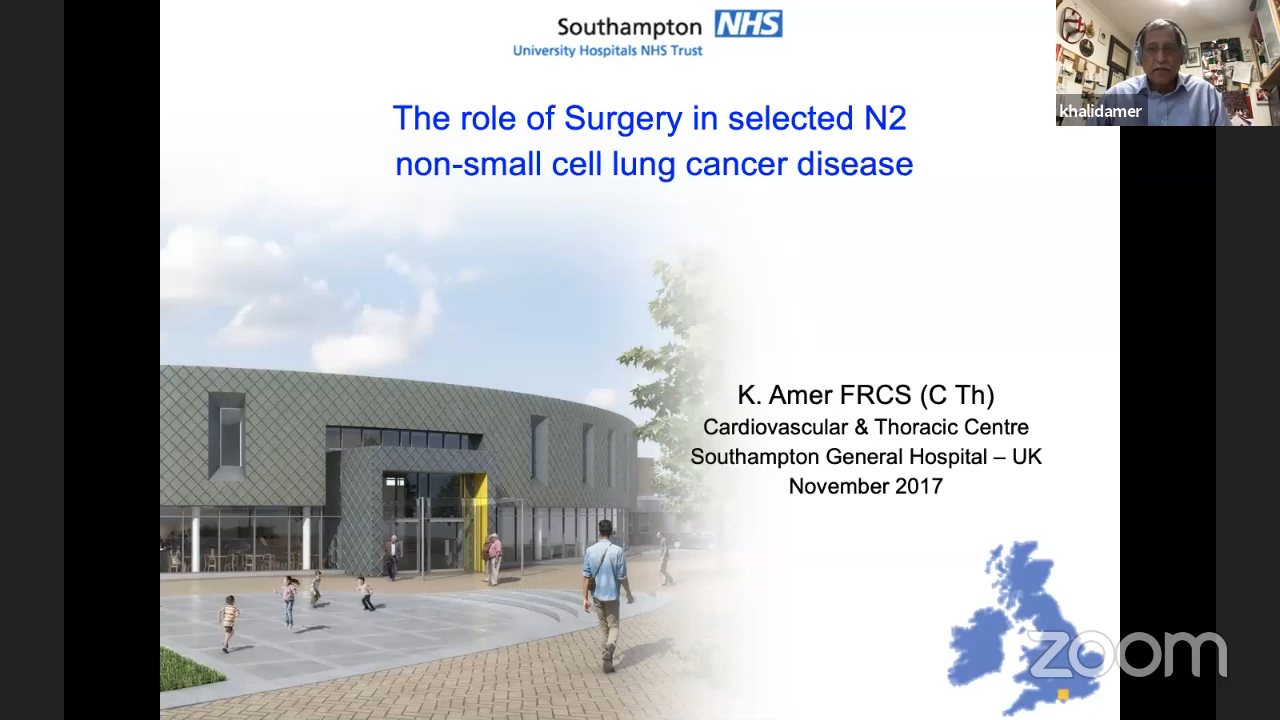 Southampton NHS
University Hospitals NHS Trust
khalidamer
The role of Surgery in selected N2
non-small cell lung cancer disease
K. Amer FRCS (C Th)
Cardiovascular & Thoracic Centre
Southampton General Hospital – UK
November 2017
zoom